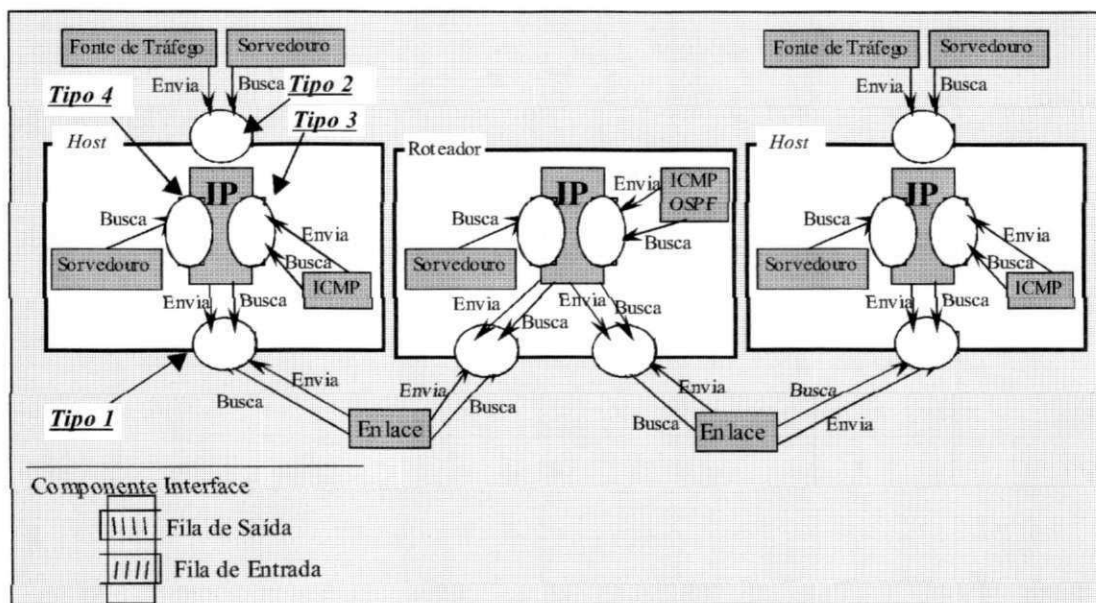 Fonte de Tráfego
Sorvedouro
Envia
Busca
Tipo 4
Tipo 2
Tipo 3
Host
IP
Busca
Envia
Busca
Sorvedouro
ICMP
Envia
Busca
Tipo 1
Envia
Busca
Enlace
Roteador
IP
Envia
ICMP
OSPF
Busca
Busca
Sorvedouro
Envia
Busca
Envia
Busca
Envia
Busca
Envia
Busca
Enlace
Fonte de Tráfego
Sorvedouro
Envia
Busca
Host
IP
Busca
Envia
Busca
Sorvedouro
ICMP
Envia
Busca
Busca
Envia
Componente Interface
Fila de Saída
Fila de Entrada